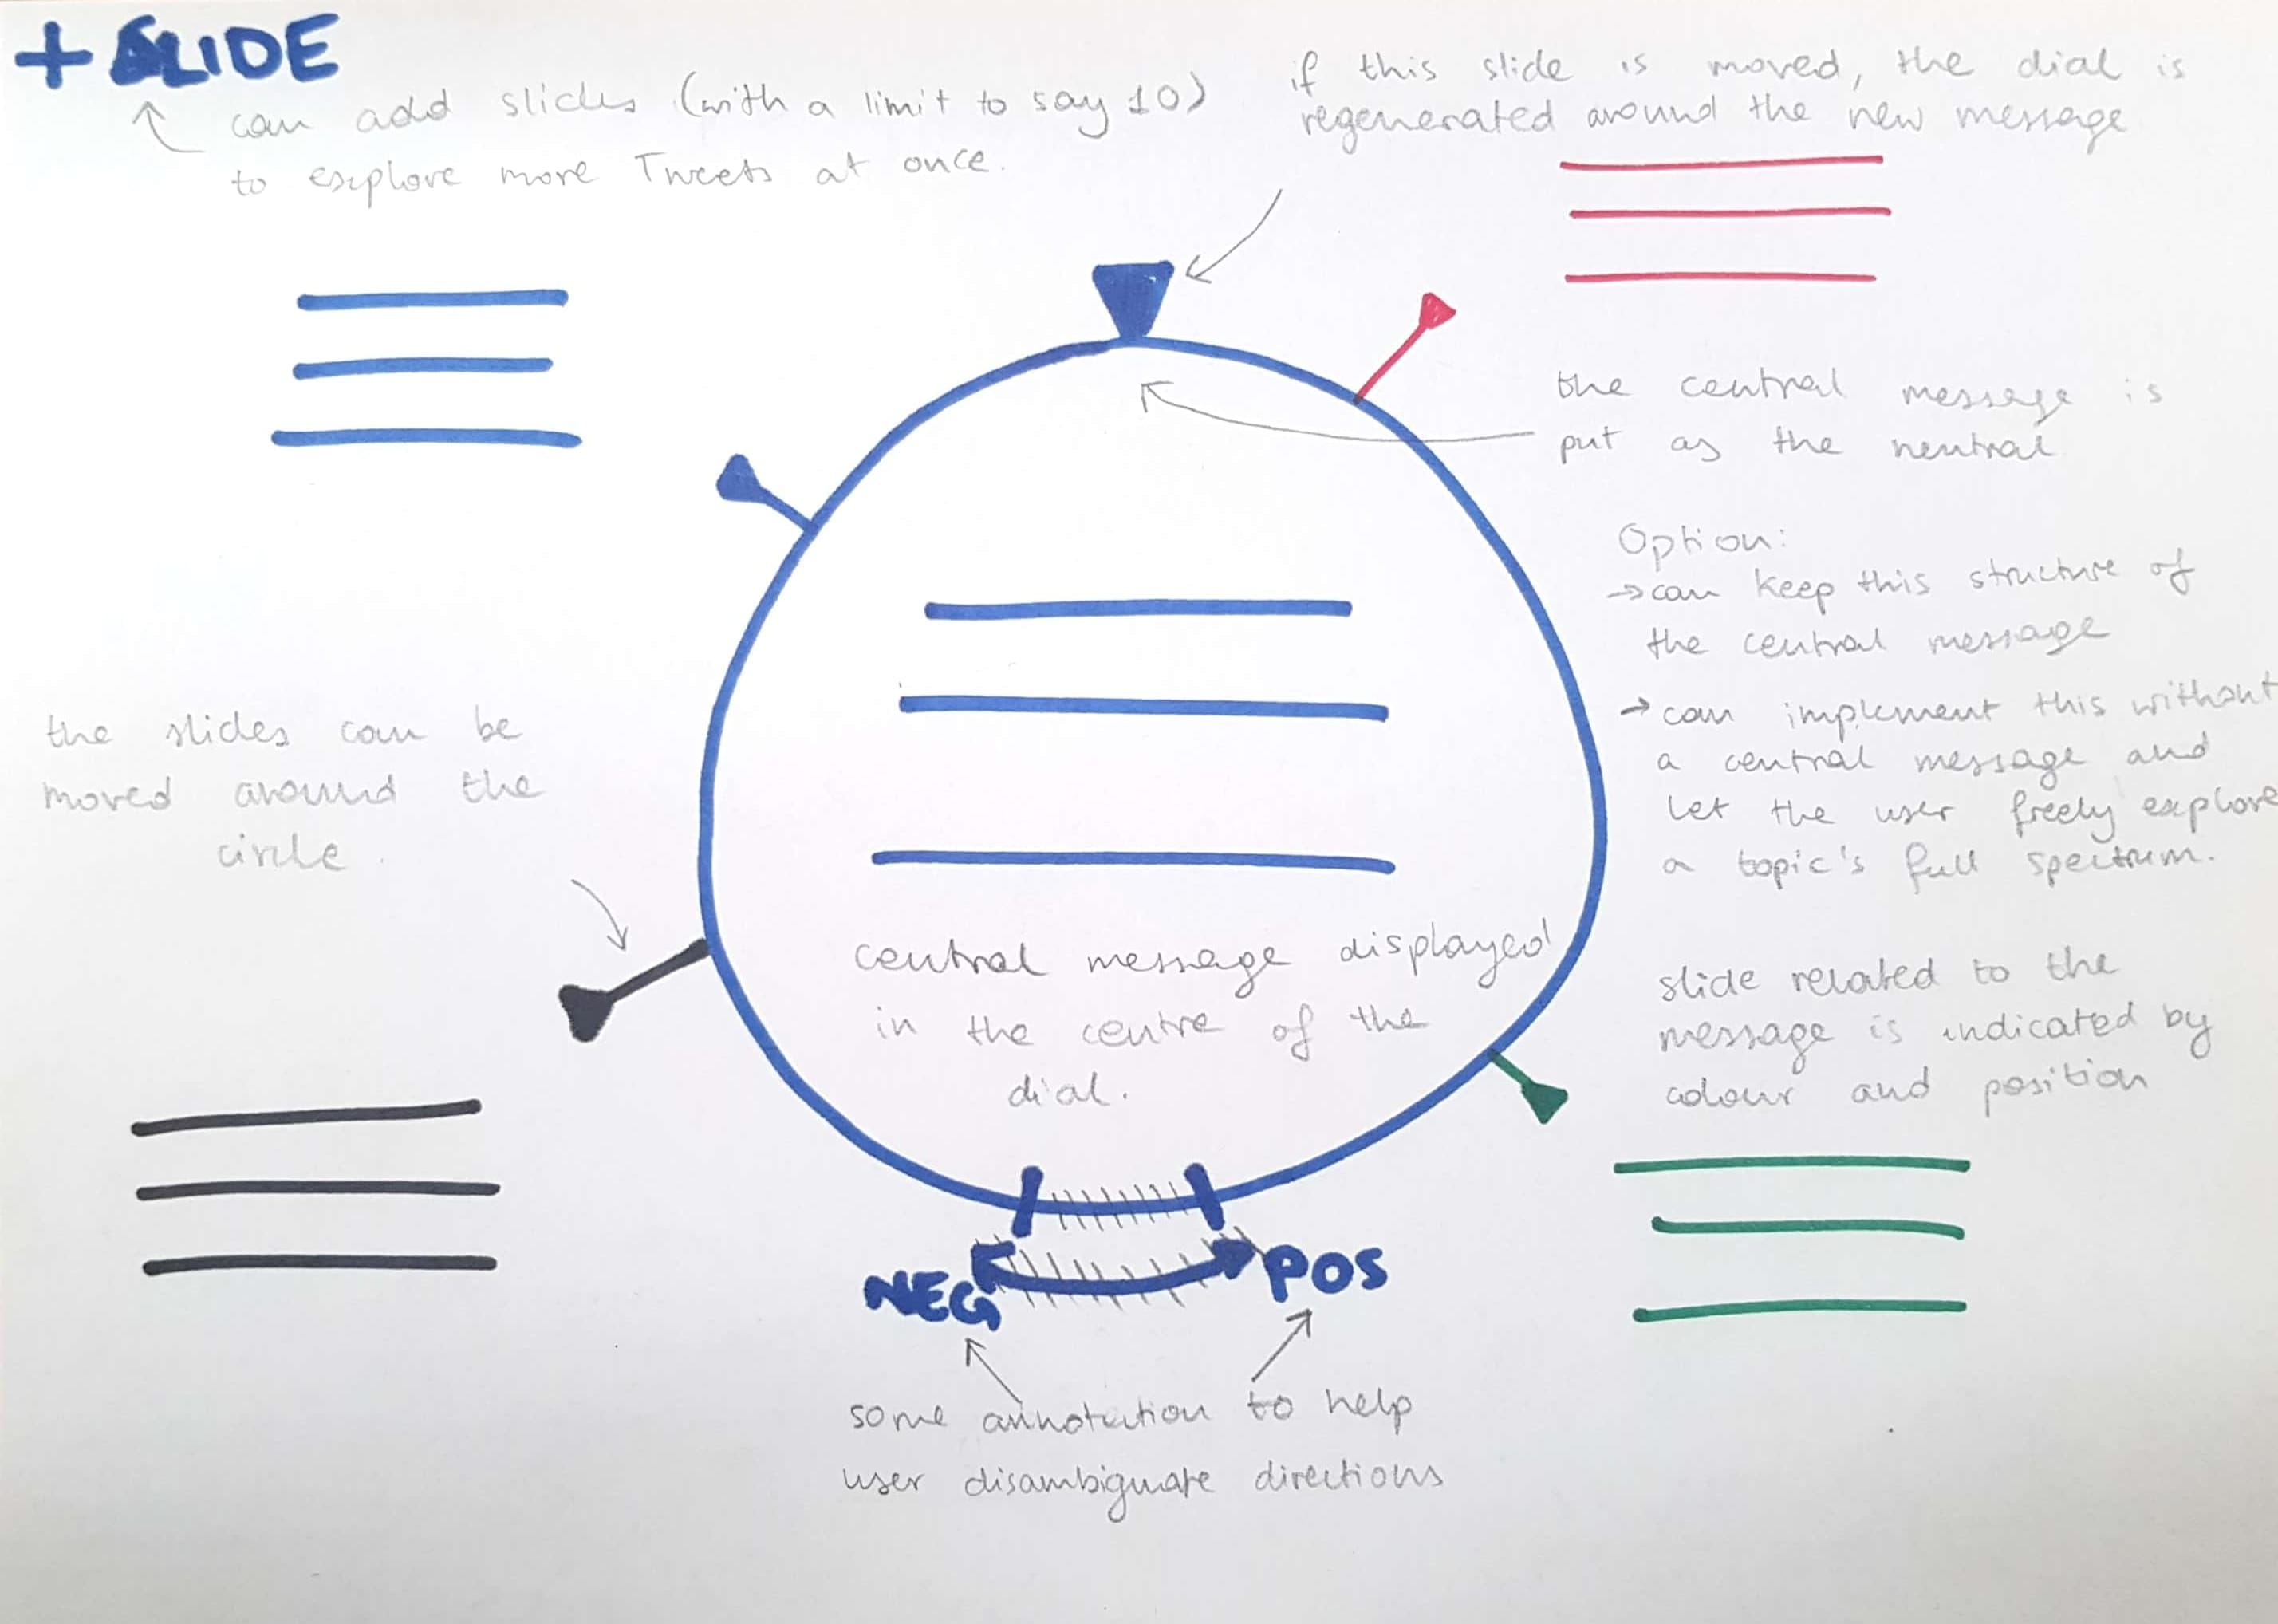 + SLIDE
can add slides (with a limit to say 10)
to explore more Tweets at once.
if this slide is moved, the dial is
regenerated around the new message
the central message is
put as the neutral
Option:
→ can keep this structure of
the central message
→ can implement this without
a central message and
let the user freely explore
a topic's full spectrum.
the slides can be
moved around the
circle.
central message displayed
in the centre of the
dial.
slide related to the
message is indicated by
colour and position
NEG
POS
some annotation to help
user disambiguate directions